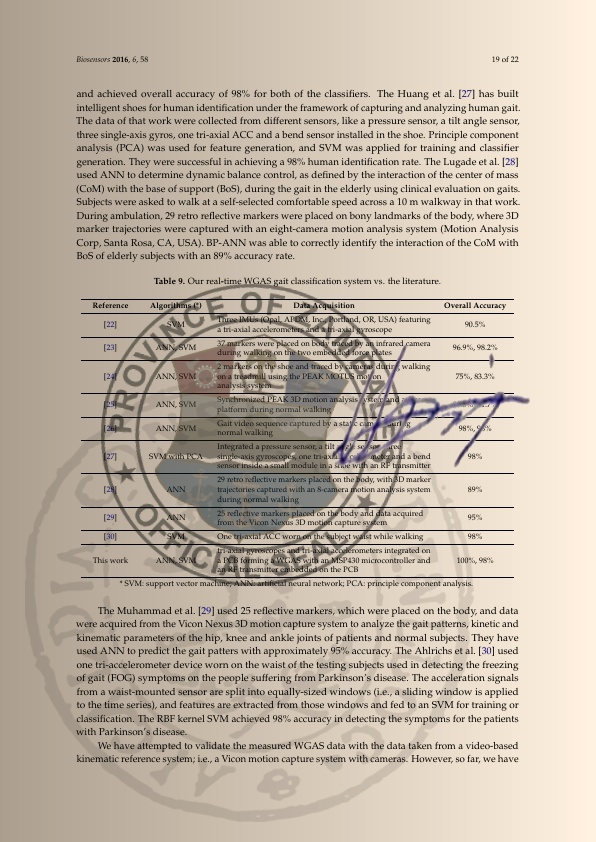 Biosensors 2016, 6, 58
19 of 22
and achieved overall accuracy of 98% for both of the classifiers. The Huang et al. [27] has built
intelligent shoes for human identification under the framework of capturing and analyzing human gait.
The data of that work were collected from different sensors, like a pressure sensor, a tilt angle sensor,
three single-axis gyros, one tri-axial ACC and a bend sensor installed in the shoe. Principle component
analysis (PCA) was used for feature generation, and SVM was applied for training and classifier
generation. They were successful in achieving a 98% human identification rate. The Lugade et al. [28]
used ANN to determine dynamic balance control, as defined by the interaction of the center of mass
(CoM) with the base of support (BoS), during the gait in the elderly using clinical evaluation on gaits.
Subjects were asked to walk at a self-selected comfortable speed across a 10 m walkway in that work.
During ambulation, 29 retro reflective markers were placed on bony landmarks of the body, where 3D
marker trajectories were captured with an eight-camera motion analysis system (Motion Analysis
Corp, Santa Rosa, CA, USA). BP-ANN was able to correctly identify the interaction of the CoM with
BoS of elderly subjects with an 89% accuracy rate.
Table 9. Our real-time WGAS gait classification system vs. the literature.
Reference Algorithms (*) Data Acquisition Overall Accuracy
[22] SVM Three IMUs (Opal, APDM, Inc., Portland, OR, USA) featuring
a tri-axial accelerometers and a tri-axial gyroscope 90.5%
[23] ANN, SVM 37 markers were placed on body traced by an infrared camera
during walking on the two embedded force plates 96.9%, 98.2%
[24] ANN, SVM 2 markers on the shoe and traced by cameras during walking
on a treadmill using the PEAK MOTUS motion
analysis system 75%, 83.3%
[25] ANN, SVM Synchronized PEAK 3D motion analysis system and a
platform during normal walking
[26] ANN, SVM Gait video sequence captured by a static camera during
normal walking 98%,
[27] SVM with PCA Integrated a pressure sensor, a tilt angle sensor, three
single-axis gyroscopes, one tri-axial accelerometer and a bend
sensor inside a small module in a shoe with an RF transmitter 98%
[28] ANN 29 retro reflective markers placed on the body, with 3D marker
trajectories captured with an 8-camera motion analysis system
during normal walking 89%
[29] ANN 25 reflective markers placed on the body and data acquired
from the Vicon Nexus 3D motion capture system 95%
[30] SVM One tri-axial ACC worn on the subject waist while walking 98%
This work ANN, SVM tri-axial gyroscopes and tri-axial accelerometers integrated on
a PCB forming a WGAS with an MSP430 microcontroller and
an RF transmitter embedded on the PCB 100%, 98%
* SVM: support vector machine; ANN: artificial neural network; PCA: principle component analysis.
The Muhammad et al. [29] used 25 reflective markers, which were placed on the body, and data
were acquired from the Vicon Nexus 3D motion capture system to analyze the gait patterns, kinetic and
kinematic parameters of the hip, knee and ankle joints of patients and normal subjects. They have
used ANN to predict the gait patters with approximately 95% accuracy. The Ahlrichs et al. [30] used
one tri-accelerometer device worn on the waist of the testing subjects used in detecting the freezing
of gait (FOG) symptoms on the people suffering from Parkinson's disease. The acceleration signals
from a waist-mounted sensor are split into equally-sized windows (i.e., a sliding window is applied
to the time series), and features are extracted from those windows and fed to an SVM for training or
classification. The RBF kernel SVM achieved 98% accuracy in detecting the symptoms for the patients
with Parkinson's disease.
We have attempted to validate the measured WGAS data with the data taken from a video-based
kinematic reference system; i.e., a Vicon motion capture system with cameras. However, so far, we have
PROVINCE OF
OFFICIAL SEAL